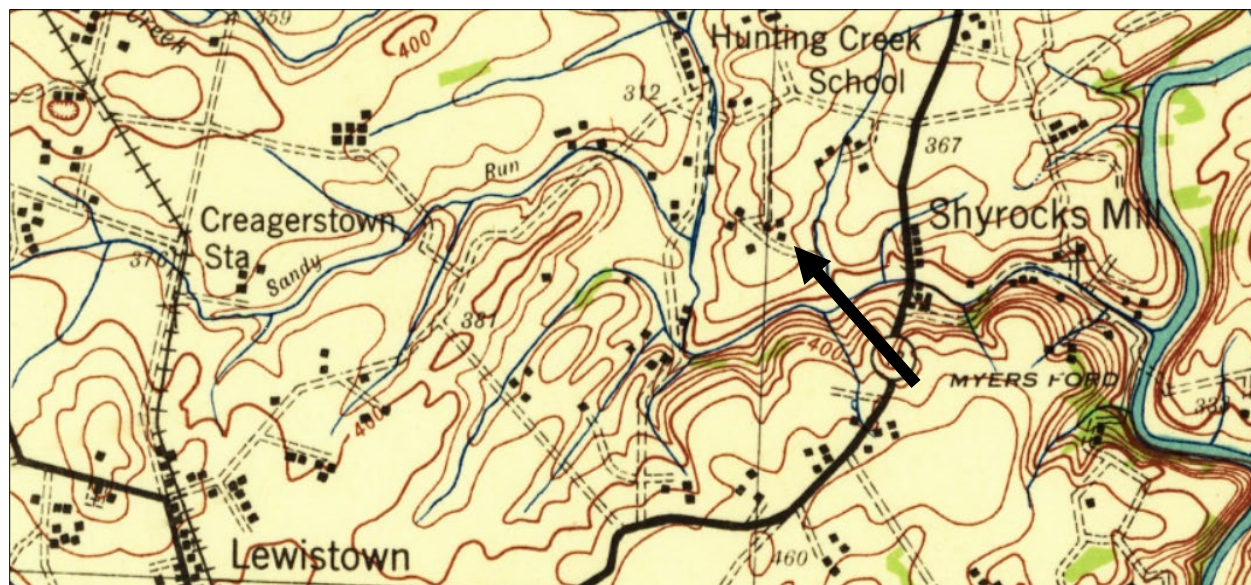 Creek
359
400
Hunting Creek
School
312
367
Run
Creagerstown
Sta
Shyrocks Mill
376
Sandy
381
400
MYERS FORD
400
Lewistown
460